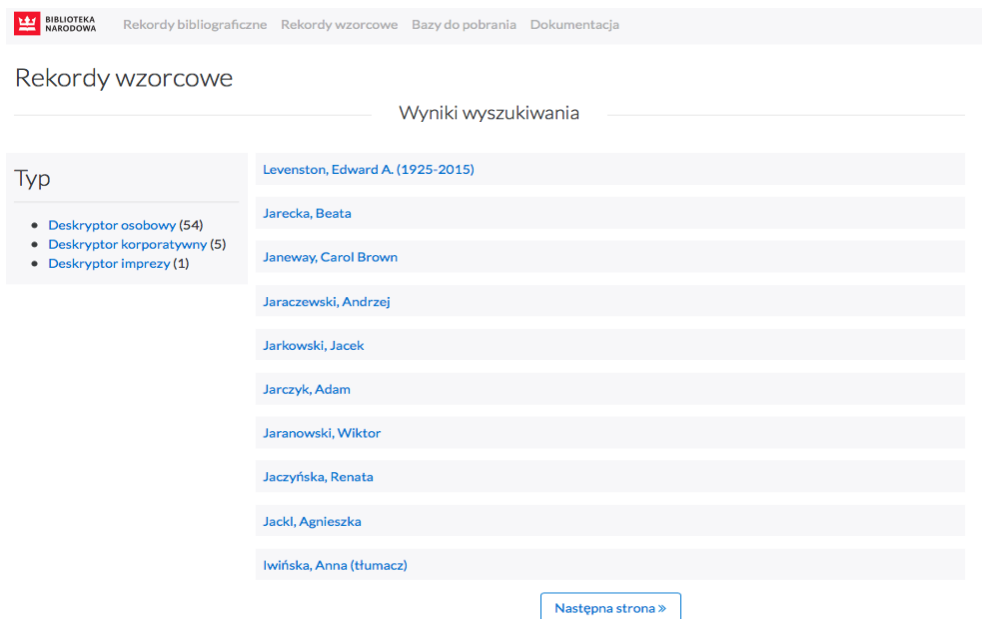 BIBLIOTEKA
NARODOWA
Rekordy bibliograficzne Rekordy wzorcowe Bazy do pobrania Dokumentacja
Rekordy wzorcowe
Wyniki wyszukiwania
Typ
Deskryptor osobowy (54)
Deskryptor korporatywny (5)
Deskryptor imprezy (1)
Levenston, Edward A. (1925-2015)
Jarecka, Beata
Janeway, Carol Brown
Jaraczewski, Andrzej
Jarkowski, Jacek
Jarczyk, Adam
Jaranowski, Wiktor
Jaczyńska, Renata
Jackl, Agnieszka
Iwińska, Anna (tłumacz)
Następna strona »